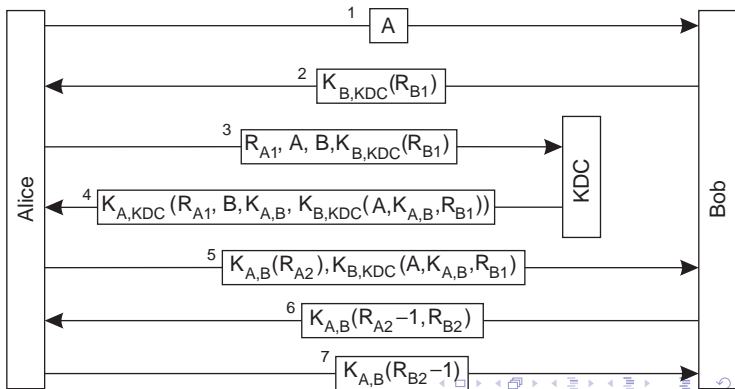 1 A
2 K_{B,KDC}(R_{B1})
3 R_{A1}, A, B,K_{B,KDC}(R_{B1})
4 K_{A,KDC}(R_{A1}, B,K_{A,B}, K_{B,KDC}(A,K_{A,B},R_{B1}))
5 K_{A,B}(R_{A2}),K_{B,KDC}(A,K_{A,B},R_{B1})
6 K_{A,B}(R_{A2}−1,R_{B2})
7 K_{A,B}(R_{B2}−1)
Alice
KDC
Bob